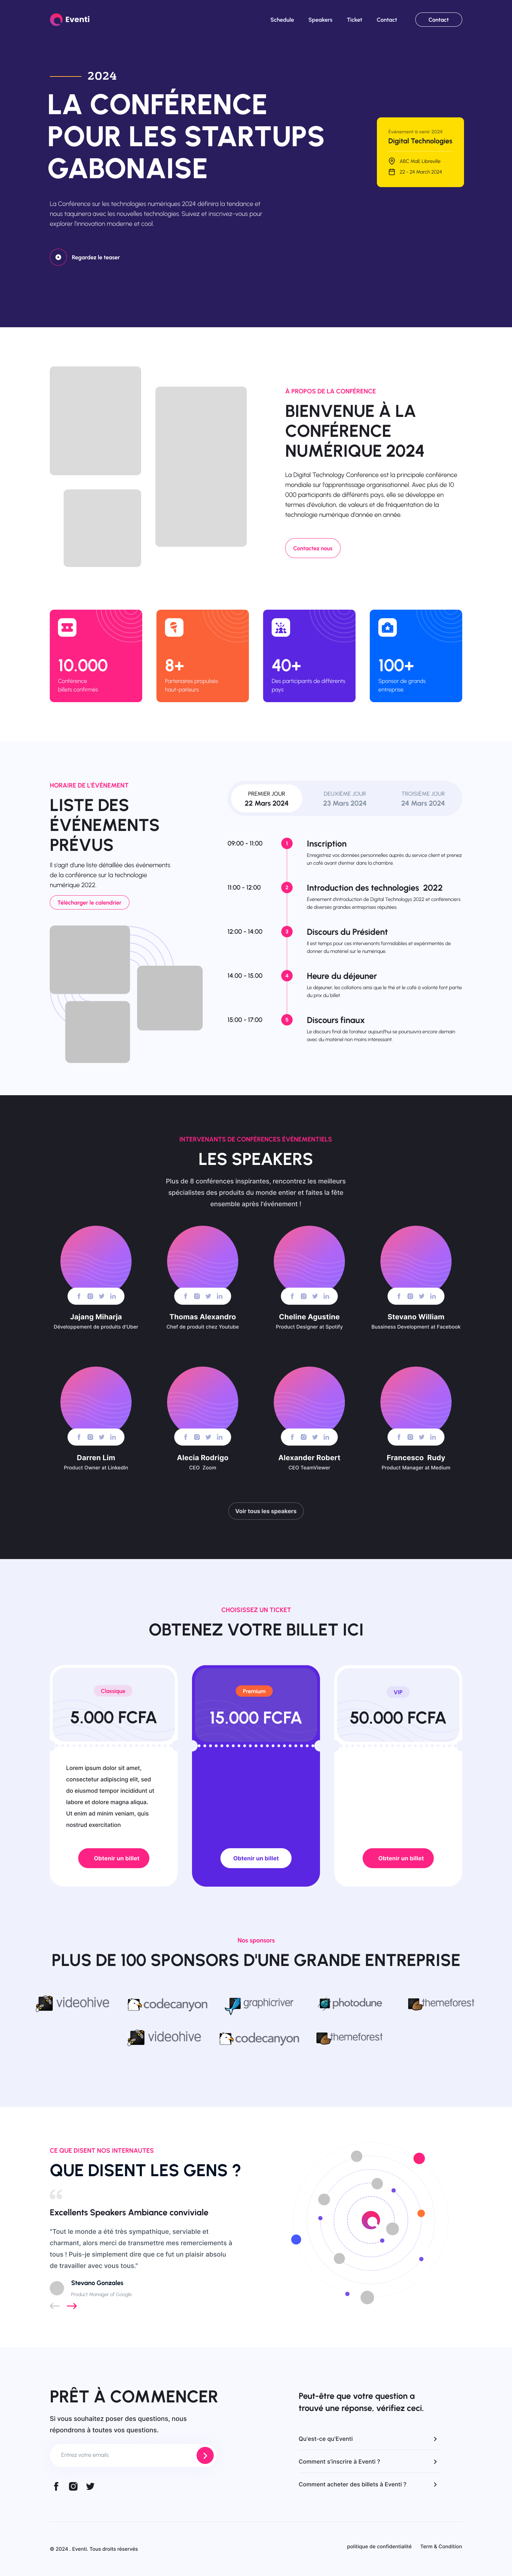 Eventi
Schedule Speakers Ticket Contact Contact
2024
LA CONFÉRENCE
POUR LES STARTUPS
GABONAISE
Evénement à venir 2024
Digital Technologies
ABC Mall, Libreville
22 - 24 March 2024
La Conférence sur les technologies numériques 2024 définira la tendance et
nous taquinera avec les nouvelles technologies. Suivez et inscrivez-vous pour
explorer l'innovation moderne et cool.
Regardez le teaser
À PROPOS DE LA CONFÉRENCE
BIENVENUE À LA
CONFÉRENCE
NUMÉRIQUE 2024
La Digital Technology Conference est la principale conférence
mondiale sur l'apprentissage organisationnel. Avec plus de 10
000 participants de différents pays, elle se développe en
termes d'évolution, de valeurs et de fréquentation de la
technologie numérique d'année en année.
Contactez nous
10.000
Conférence
billets confirmés
8+
Partenaires propulsés
haut-parleurs
40+
Des participants de différents
pays
100+
Sponsor de grands
entreprise
HORAIRE DE L'ÉVÉNEMENT
LISTE DES
ÉVÉNEMENTS
PRÉVUS
Il s'agit d'une liste détaillée des événements
de la conférence sur la technologie
numérique 2022.
Télécharger le calendrier
PREMIER JOUR
22 Mars 2024
DEUXIÈME JOUR
23 Mars 2024
TROISIÈME JOUR
24 Mars 2024
09:00 - 11:00
1
Inscription
Enregistrez vos données personnelles auprès du service client et prenez
un café avant d'entrer dans la chambre.
11:00 - 12:00
2
Introduction des technologies 2022
Événement d'introduction de Digital Technologys 2022 et conférenciers
de diverses grandes entreprises réputées.
12:00 - 14:00
3
Discours du Président
Il est temps pour ces intervenants formidables et expérimentés de
donner du matériel sur le numérique.
14.00 - 15.00
4
Heure du déjeuner
Le déjeuner, les collations ainsi que le thé et le café à volonté font partie
du prix du billet.
15:00 - 17:00
5
Discours finaux
Le discours final de l'orateur aujourd'hui se poursuivra encore demain
avec du matériel non moins intéressant.
INTERVENANTS DE CONFÉRENCES ÉVÉNEMENTIELS
LES SPEAKERS
Plus de 8 conférences inspirantes, rencontrez les meilleurs
spécialistes des produits du monde entier et faites la fête
ensemble après l'événement !
Jajang Miharja
Développement de produits d'Uber
Thomas Alexandro
Chef de produit chez Youtube
Cheline Agustine
Product Designer at Spotify
Stevano William
Bussiness Development at Facebook
Darren Lim
Product Owner at LinkedIn
Alecia Rodrigo
CEO Zoom
Alexander Robert
CEO TeamViewer
Francesco Rudy
Product Manager at Medium
Voir tous les speakers
CHOISISSEZ UN TICKET
OBTENEZ VOTRE BILLET ICI
Classique
5.000 FCFA
Lorem ipsum dolor sit amet,
consectetur adipiscing elit, sed
do eiusmod tempor incididunt ut
labore et dolore magna aliqua.
Ut enim ad minim veniam, quis
nostrud exercitation
Obtenir un billet
Premium
15.000 FCFA
Obtenir un billet
VIP
50.000 FCFA
Obtenir un billet
Nos sponsors
PLUS DE 100 SPONSORS D'UNE GRANDE ENTREPRISE
videohive codecanyon graphicriver photodune themeforest
videohive codecanyon themeforest
CE QUE DISENT NOS INTERNAUTES
QUE DISENT LES GENS ?
Excellents Speakers Ambiance conviviale
"Tout le monde a été très sympathique, serviable et
charmant, alors merci de transmettre mes remerciements à
tous ! Puis-je simplement dire que ce fut un plaisir absolu
de travailler avec vous tous."
Stevano Gonzales
Product Manager of Google
PRÊT À COMMENCER
Si vous souhaitez poser des questions, nous
répondrons à toutes vos questions.
Entrez votre emails
Peut-être que votre question a
trouvé une réponse, vérifiez ceci.
Qu'est-ce qu'Eventi
Comment s'inscrire à Eventi ?
Comment acheter des billets à Eventi ?
© 2024 . Eventi. Tous droits réservés
politique de confidentialité Term & Condition